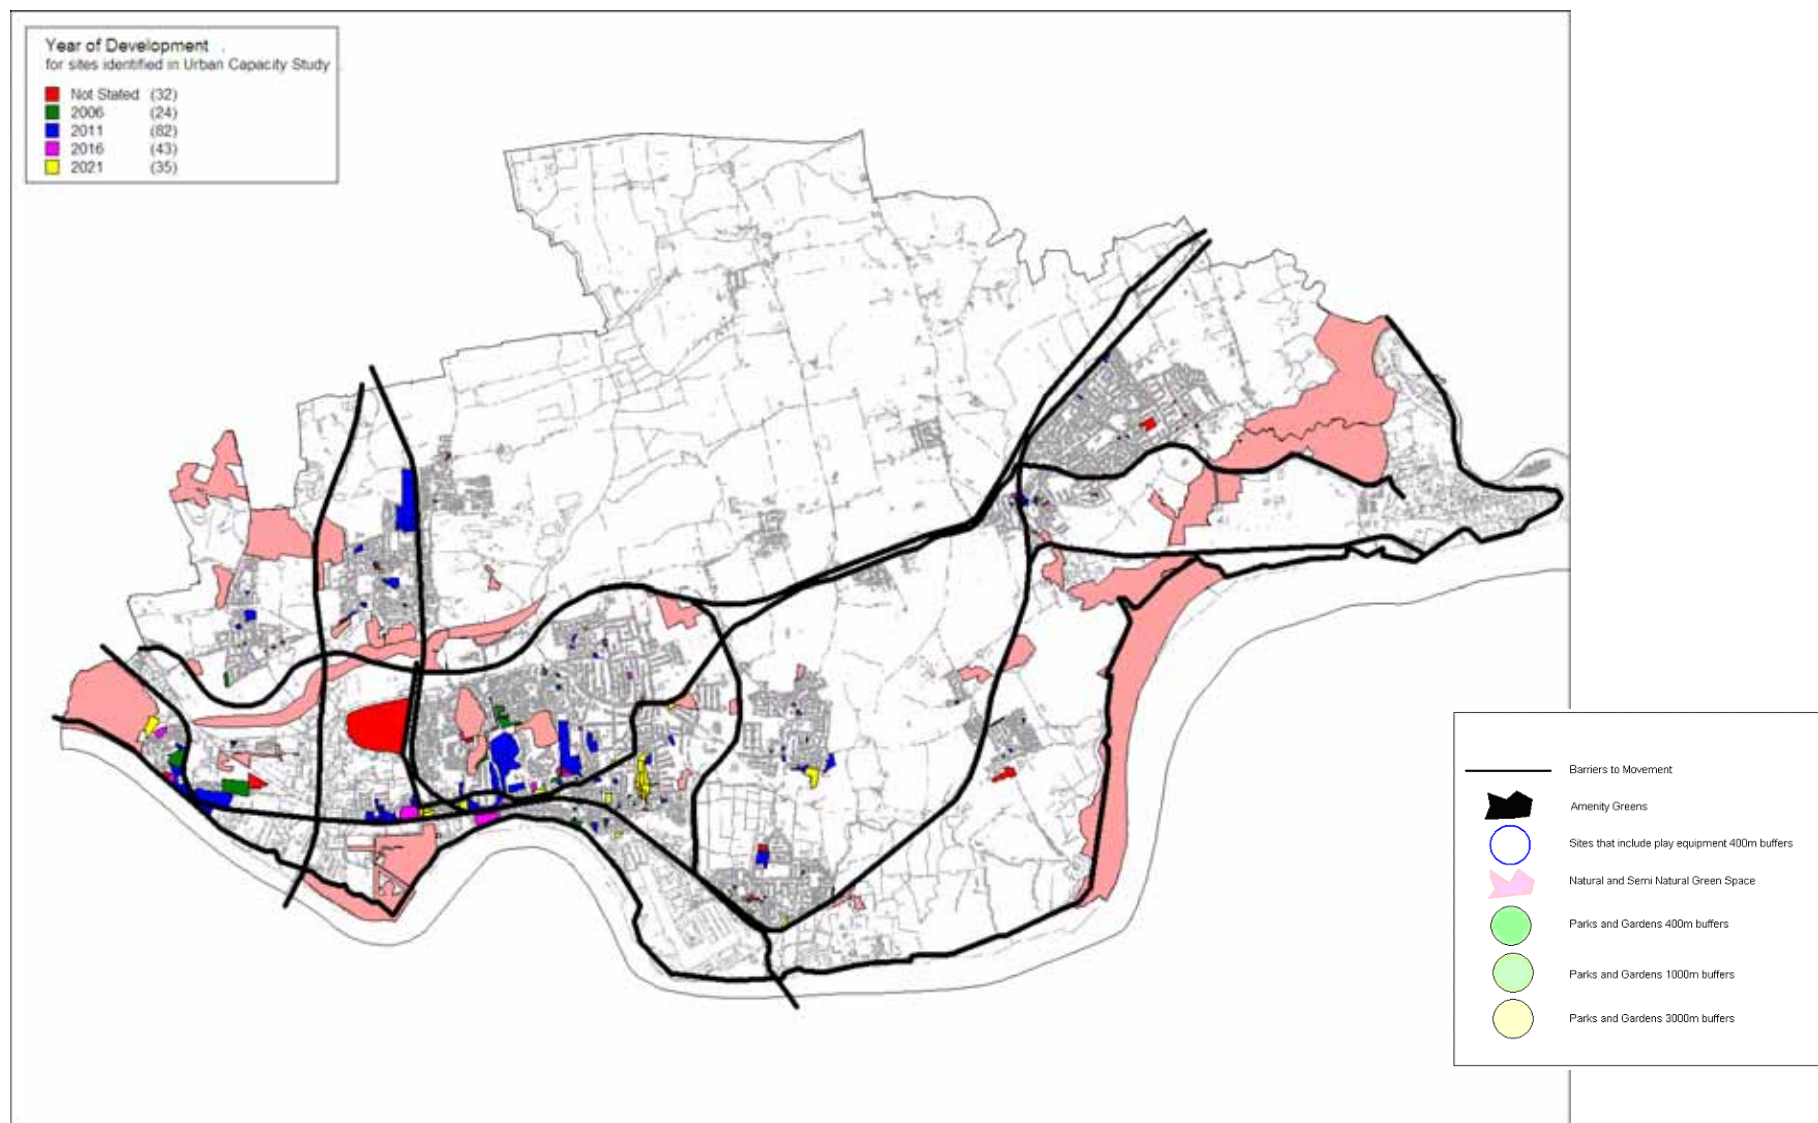 Year of Development
for sites identified in Urban Capacity Study
Not Stated (32)
2006 (24)
2011 (82)
2016 (43)
2021 (35)
Barriers to Movement
Amenity Greens
Sites that include play equipment 400m buffers
Natural and Semi Natural Green Space
Parks and Gardens 400m buffers
Parks and Gardens 1000m buffers
Parks and Gardens 3000m buffers